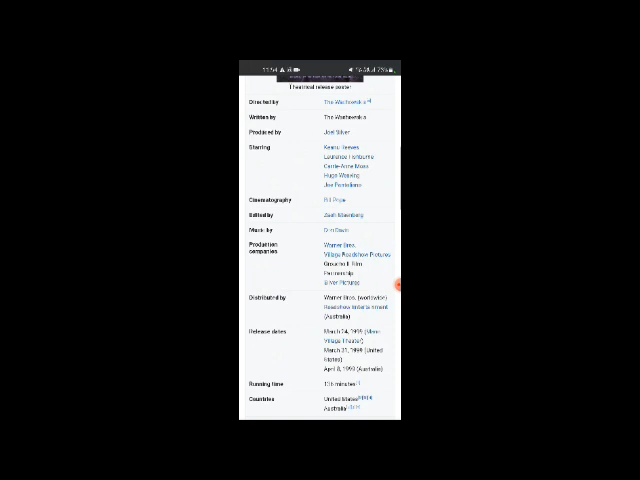 Theatrical release poster
Directed by The Wachowskis
Written by The Wachowskis
Produced by Joel Silver
Starring Keanu Reeves
Laurence Fishburne
Carrie-Anne Moss
Hugo Weaving
Joe Pantoliano
Cinematography Bill Pope
Edited by Zach Staenberg
Music by Don Davis
Production companies Warner Bros.
Village Roadshow Pictures
Groucho II Film
Partnership
Silver Pictures
Distributed by Warner Bros. (worldwide)
Roadshow Entertainment
(Australia)
Release dates March 24, 1999 (Mann
Village Theater)
March 31, 1999 (United
States)
April 8, 1999 (Australia)
Running time 136 minutes
Countries United States
Australia